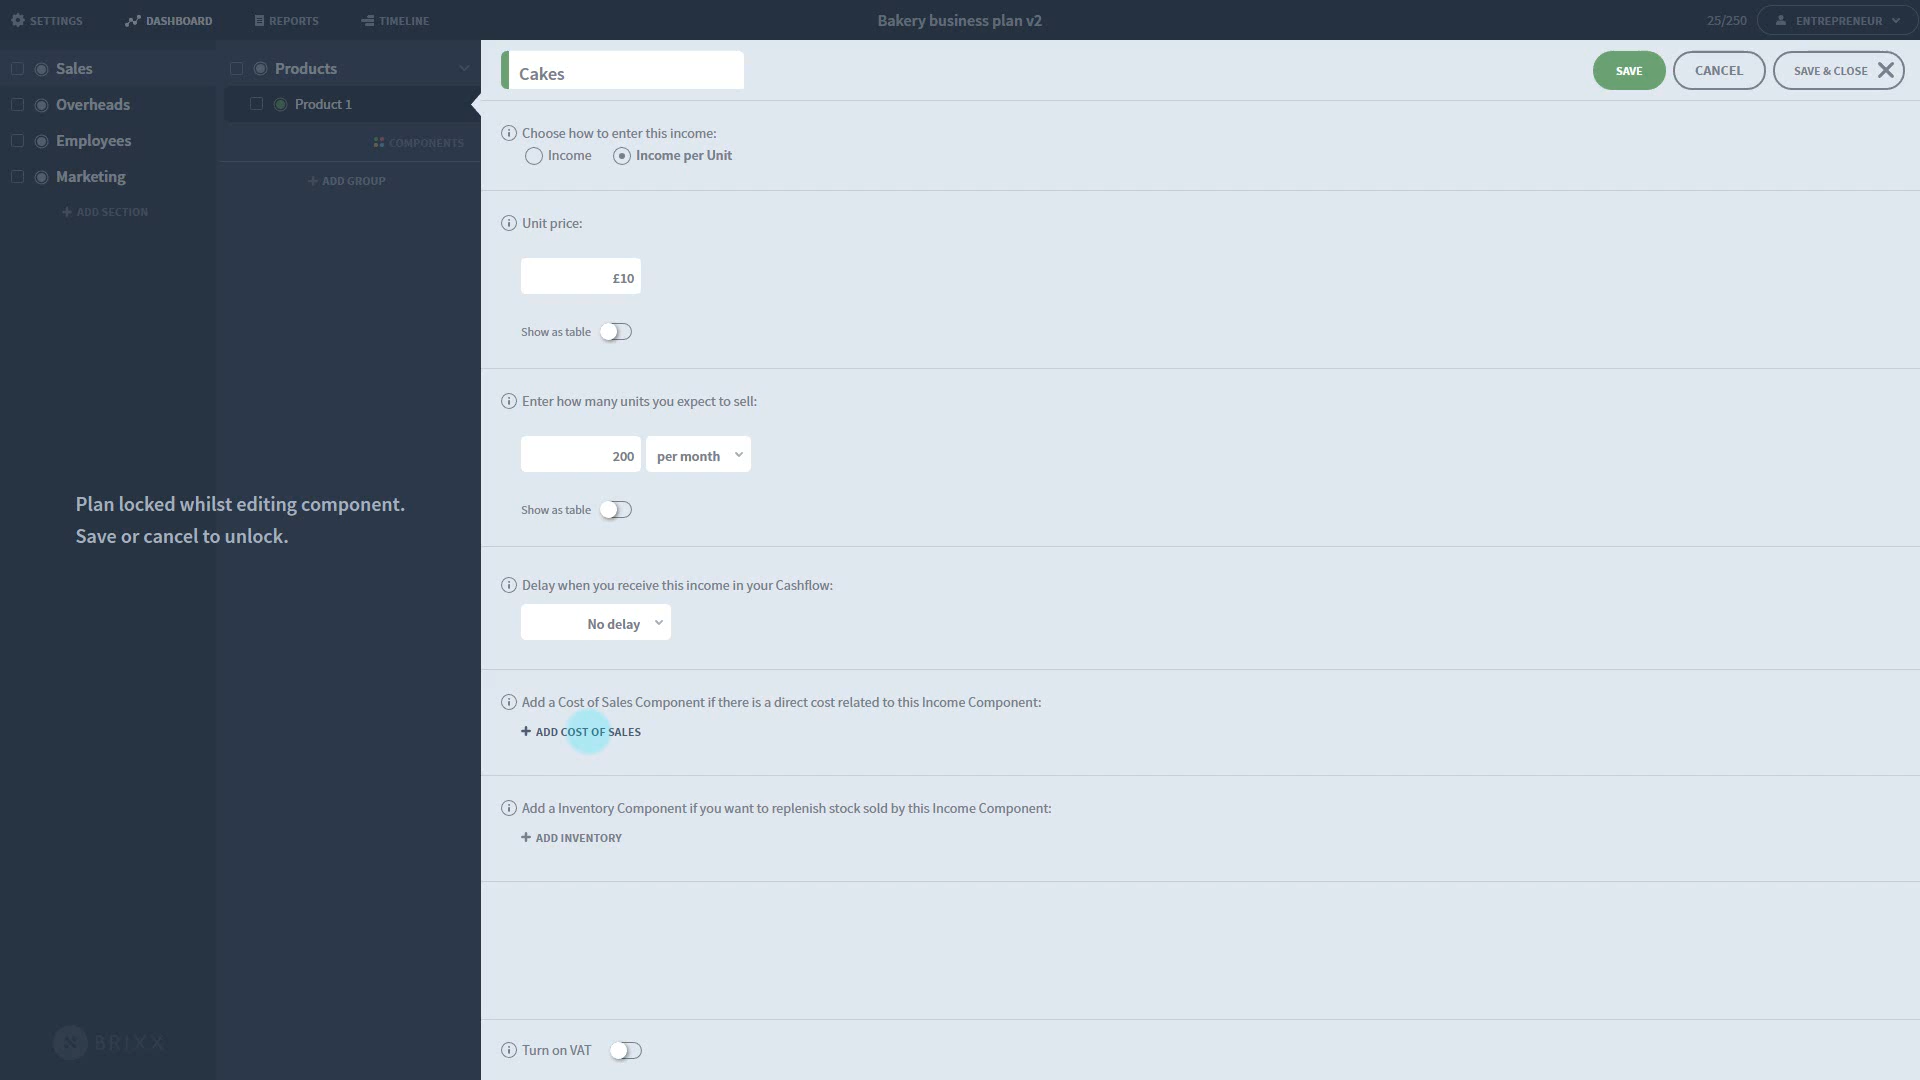 SETTINGS
DASHBOARD
REPORTS
TIMELINE
Bakery business plan v2
25/250
ENTREPRENEUR
Sales
Overheads
Employees
Marketing
ADD SECTION
Products
Product 1
COMPONENTS
ADD GROUP
Plan locked whilst editing component.
Save or cancel to unlock.
BRIXX
Cakes
SAVE
CANCEL
SAVE & CLOSE
Choose how to enter this income:
Income
Income per Unit
Unit price:
£10
Show as table
Enter how many units you expect to sell:
200
per month
Show as table
Delay when you receive this income in your Cashflow:
No delay
Add a Cost of Sales Component if there is a direct cost related to this Income Component:
+ ADD COST OF SALES
Add a Inventory Component if you want to replenish stock sold by this Income Component:
+ ADD INVENTORY
Turn on VAT